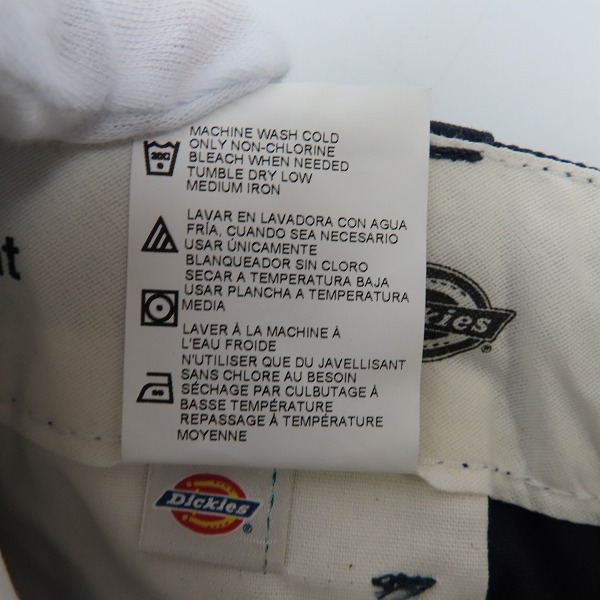 MACHINE WASH COLD
ONLY NON-CHLORINE
BLEACH WHEN NEEDED
TUMBLE DRY LOW
MEDIUM IRON
30C
LAVAR EN LAVADORA CON AGUA
FRÍA, CUANDO SEA NECESARIO
USAR ÚNICAMENTE
BLANQUEADOR SIN CLORO
SECAR A TEMPERATURA BAJA
USAR PLANCHA A TEMPERATURA
MEDIA
LAVER À LA MACHINE À
L'EAU FROIDE
N'UTILISER QUE DU JAVELLISANT
SANS CHLORE AU BESOIN
SÉCHAGE PAR CULBUTAGE À
BASSE TEMPÉRATURE
REPASSAGE À TEMPÉRATURE
MOYENNE
Dickies